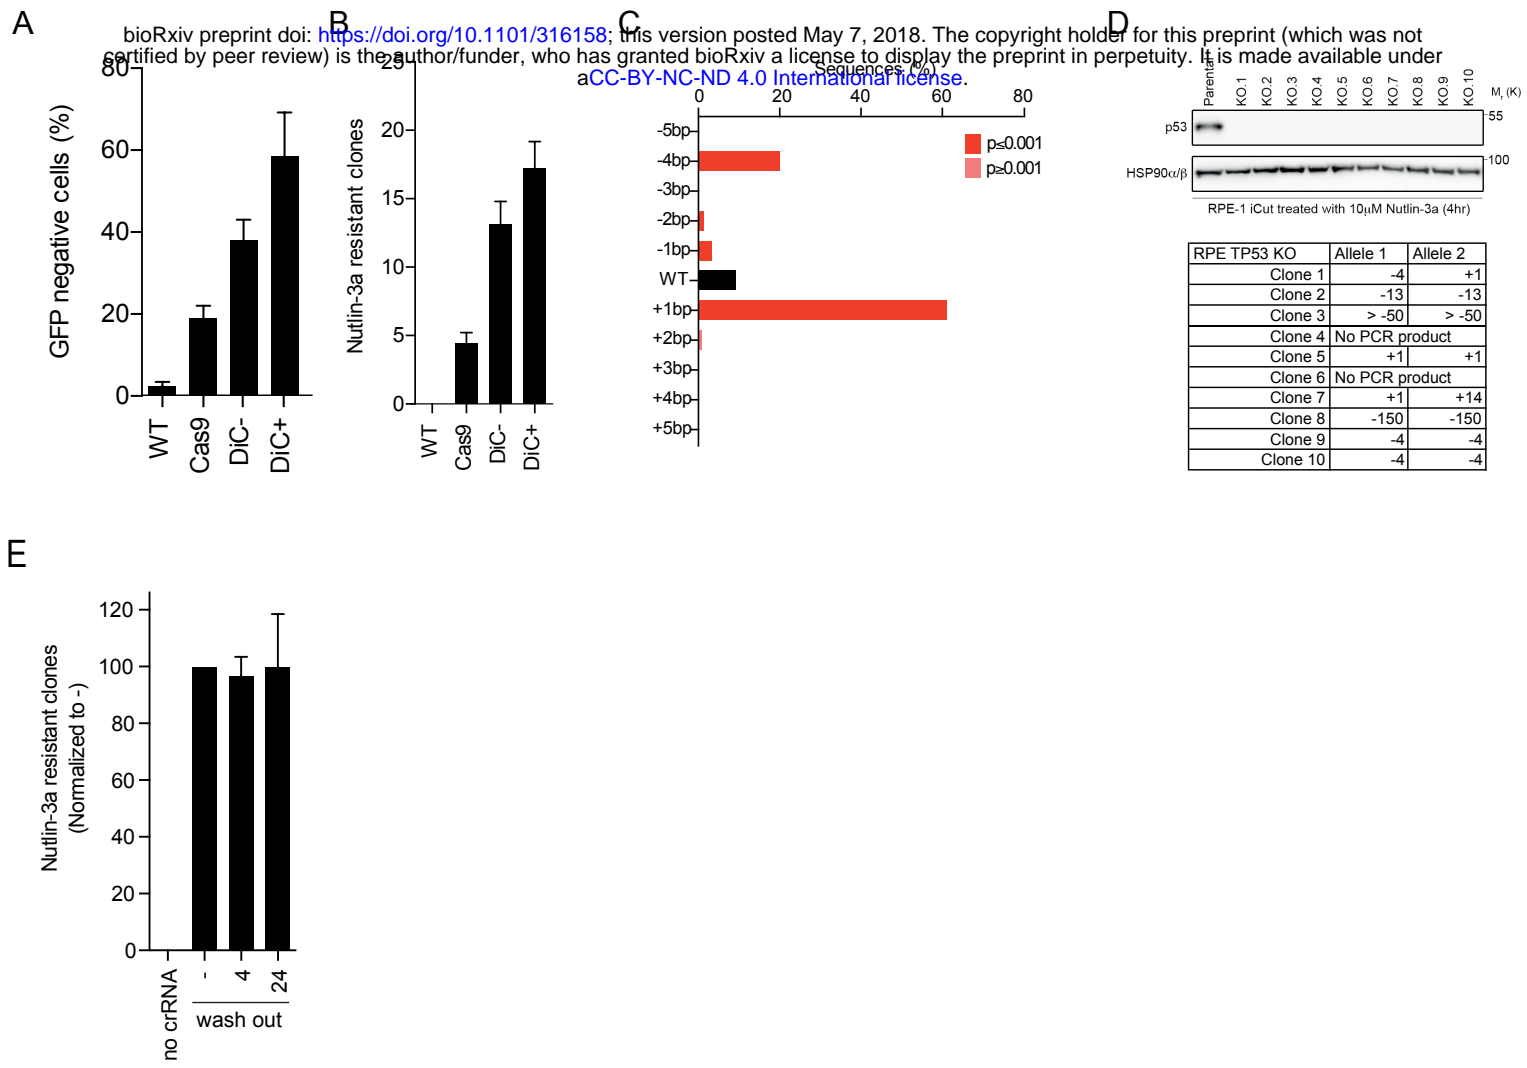 A
B
C
D
bioRxiv preprint doi: https://doi.org/10.1101/316158; this version posted May 7, 2018. The copyright holder for this preprint (which was not
certified by peer review) is the author/funder, who has granted bioRxiv a license to display the preprint in perpetuity. It is made available under
aCC-BY-NC-ND 4.0 International license.
GFP negative cells (%)
80
60
40
20
0
WT
Cas9
DiC-
DiC+
Nutlin-3a resistant clones
25
20
15
10
5
0
WT
Cas9
DiC-
DiC+
Sequences (%)
0 20 40 60 80
-5bp
-4bp
-3bp
-2bp
-1bp
WT
+1bp
+2bp
+3bp
+4bp
+5bp
p≤0.001
p≥0.001
Parental KO.1 KO.2 KO.3 KO.4 KO.5 KO.6 KO.7 KO.8 KO.9 KO.10
Mr (K)
p53
55
HSP90α/β
100
RPE-1 iCut treated with 10μM Nutlin-3a (4hr)
RPE TP53 KO Allele 1 Allele 2
Clone 1 -4 +1
Clone 2 -13 -13
Clone 3 > -50 > -50
Clone 4 No PCR product
Clone 5 +1 +1
Clone 6 No PCR product
Clone 7 +1 +14
Clone 8 -150 -150
Clone 9 -4 -4
Clone 10 -4 -4
E
Nutlin-3a resistant clones
(Normalized to -)
120
100
80
60
40
20
0
no crRNA
-
4
24
wash out